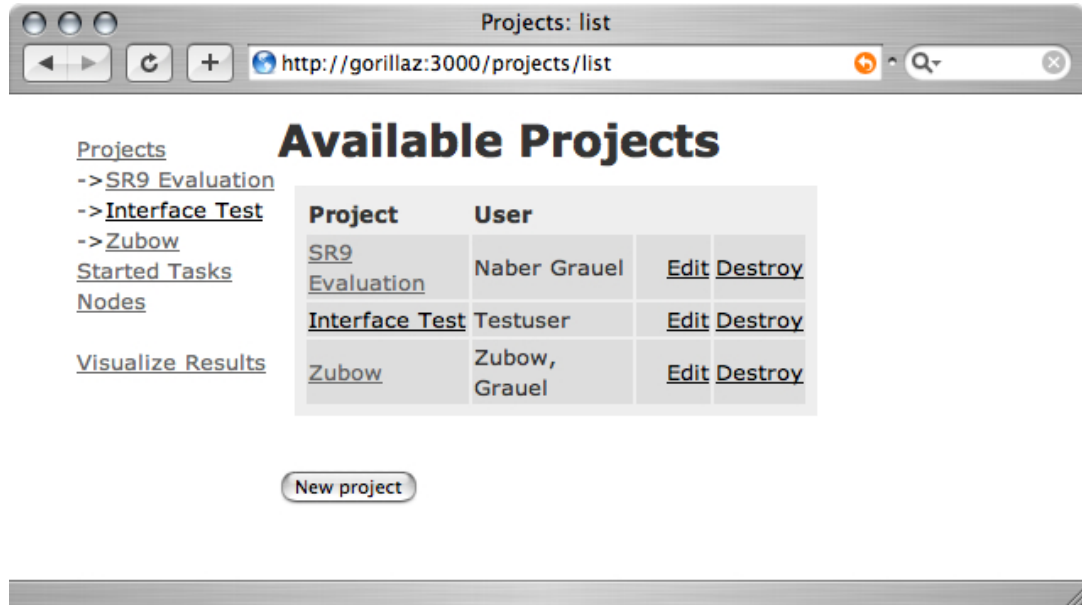 Projects: list
http://gorillaz:3000/projects/list
Projects
->SR9 Evaluation
->Interface Test
->Zubow
Started Tasks
Nodes
Visualize Results
Available Projects
Project User
SR9
Evaluation Naber Grauel Edit Destroy
Interface Test Testuser Edit Destroy
Zubow Zubow,
Grauel Edit Destroy
New project